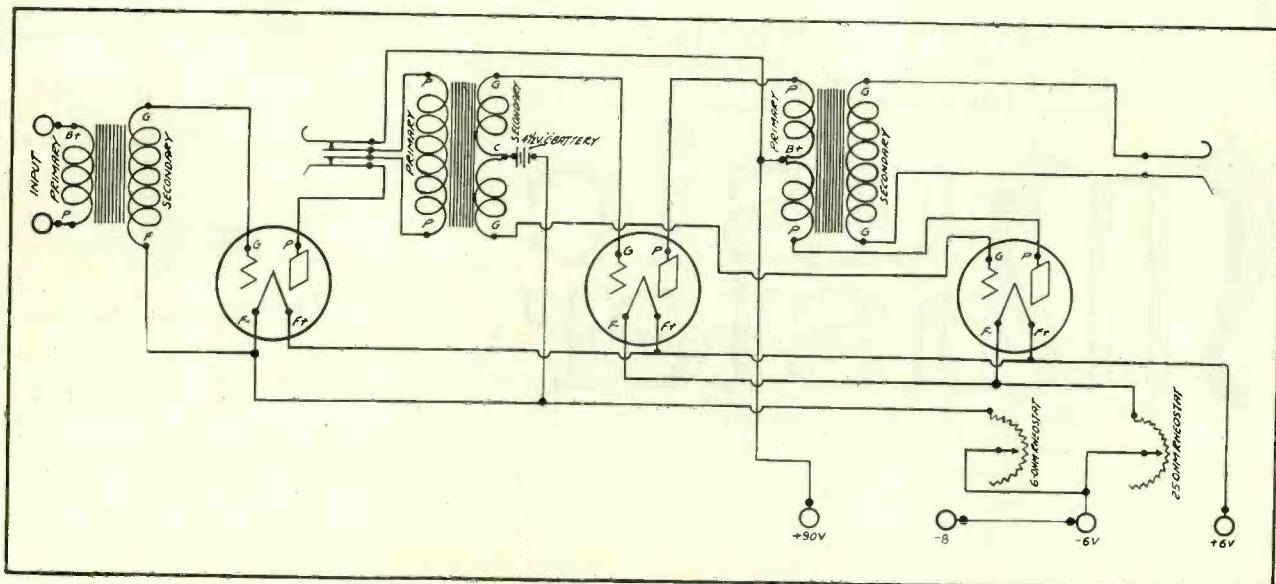 INPUT
B+
PRIMARY
P
G
SECONDARY
F
G
P
F-
F+
P
PRIMARY
P
G
SECONDARY
C
4½V."C"BATTERY
G
G
P
F-
F+
P
PRIMARY
B+
P
G
SECONDARY
G
G
P
F-
F+
6 OHM RHEOSTAT
25 OHM RHEOSTAT
+90V
-B
-6V
+6V